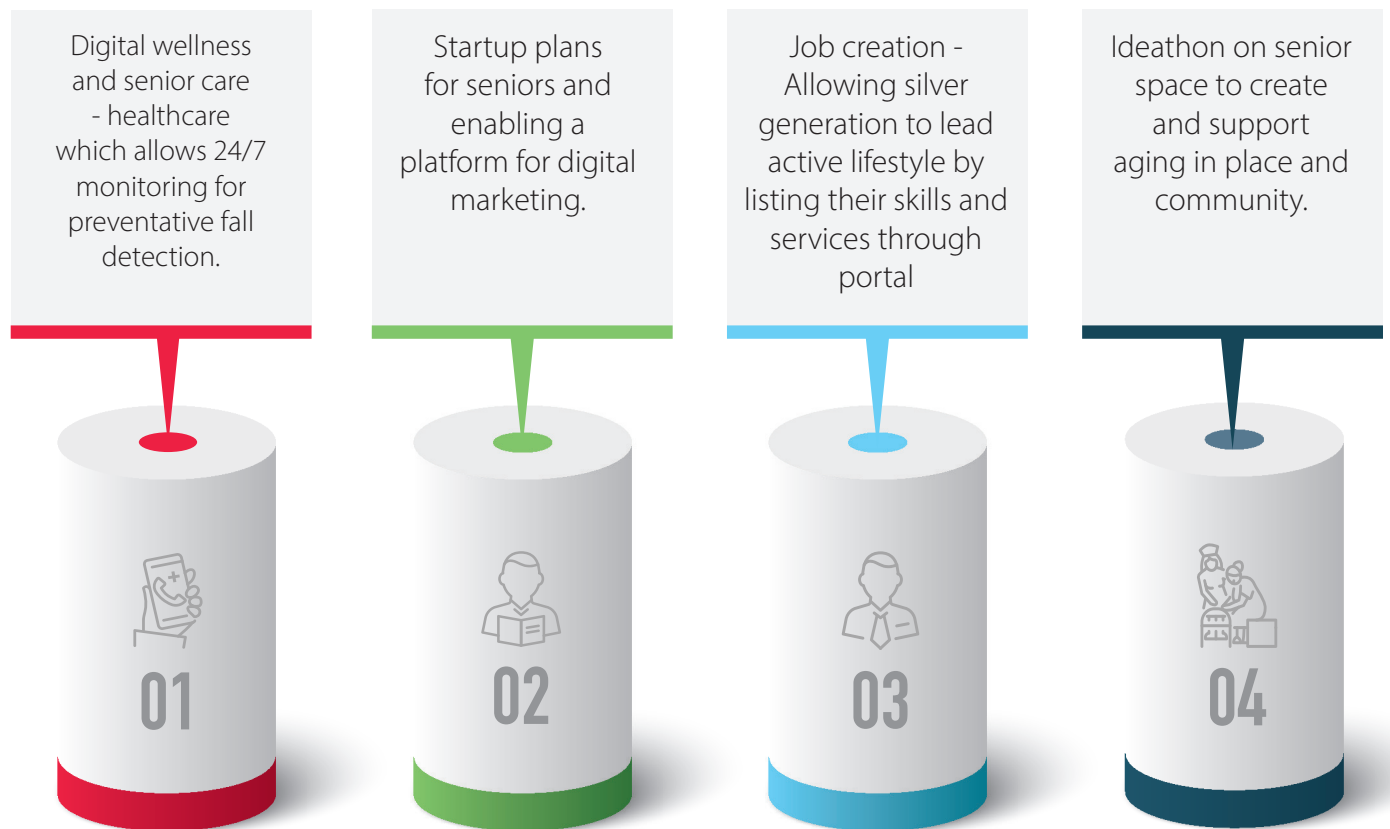 Digital wellness
and senior care
- healthcare
which allows 24/7
monitoring for
preventative fall
detection.
Startup plans
for seniors and
enabling a
platform for digital
marketing.
Job creation -
Allowing silver
generation to lead
active lifestyle by
listing their skills and
services through
portal
Ideathon on senior
space to create
and support
aging in place and
community.
01
02
03
04